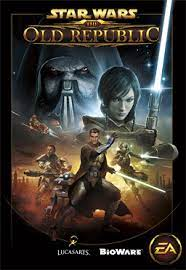 STAR WARS
THE
OLD REPUBLIC
LUCASARTS
BIOWARE
EA